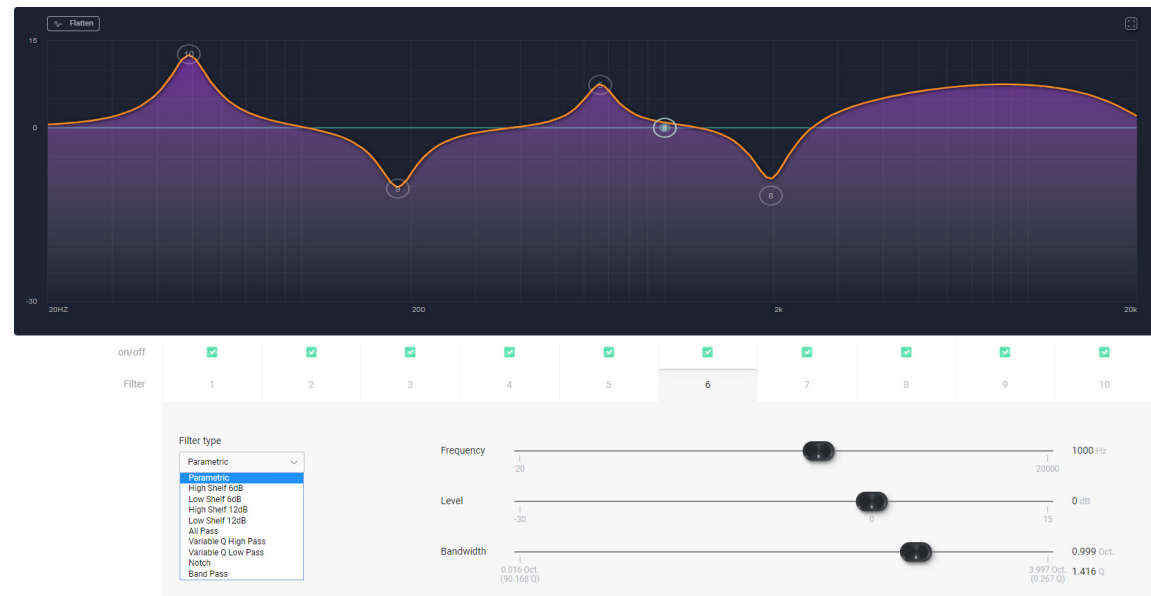 Flatten
15
10
5
0
9
8
-30
20HZ
200
2k
20k
on/off
Filter
1
2
3
4
5
6
7
8
9
10
Filter type
Parametric
Parametric
High Shelf 6dB
Low Shelf 6dB
High Shelf 12dB
Low Shelf 12dB
All Pass
Variable Q High Pass
Variable Q Low Pass
Notch
Band Pass
Frequency
20
20000
1000 Hz
Level
-30
0
15
0 dB
Bandwidth
0.016 Oct.
(90.168 Q)
3.997 Oct.
(0.267 Q)
0.999 Oct.
1.416 Q